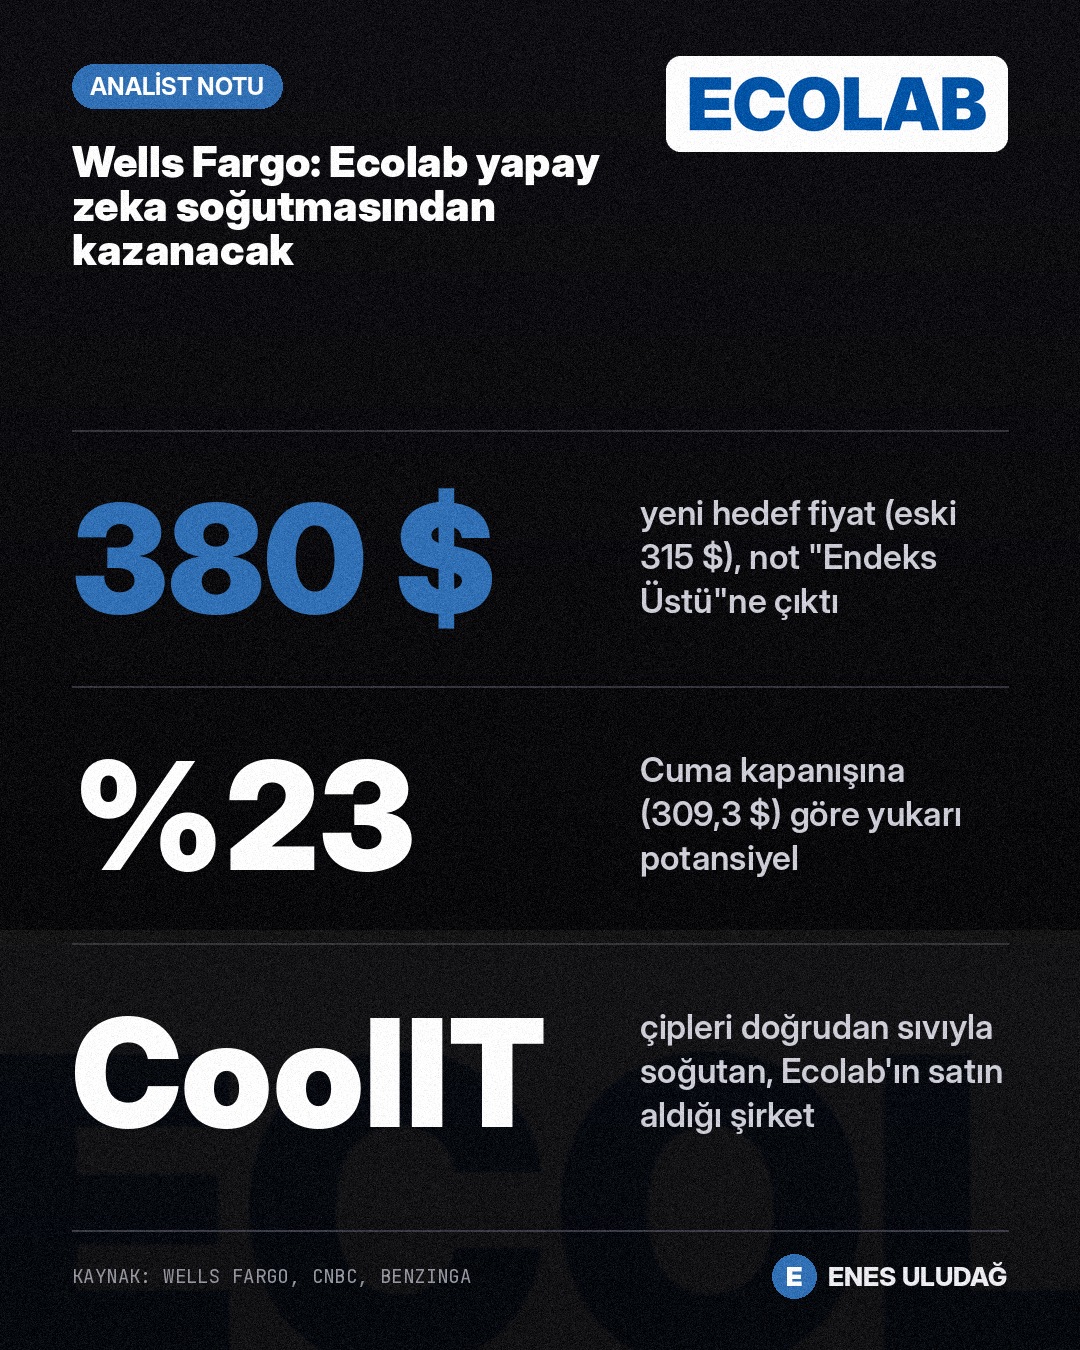 ANALİST NOTU
ECOLAB
Wells Fargo: Ecolab yapay
zeka soğutmasından
kazanacak
380 $
yeni hedef fiyat (eski
315 $), not "Endeks
Üstü"ne çıktı
%23
Cuma kapanışına
(309,3 $) göre yukarı
potansiyel
CoolIT
çipleri doğrudan sıvıyla
soğutan, Ecolab'ın satın
aldığı şirket
ECOL
KAYNAK: WELLS FARGO, CNBC, BENZINGA
E ENES ULUDAĞ